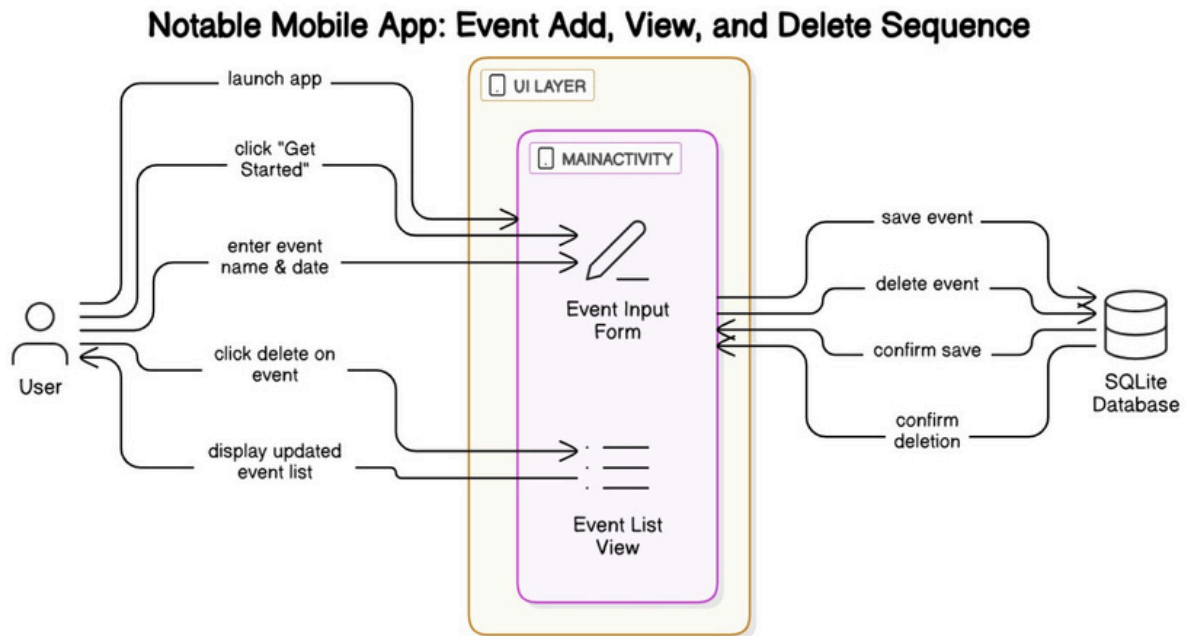 Notable Mobile App: Event Add, View, and Delete Sequence
launch app
UI LAYER
click "Get
Started"
MAINACTIVITY
enter event
name & date
save event
delete event
Event Input
Form
User
click delete on
event
confirm save
SQLite
Database
display updated
event list
confirm
deletion
Event List
View